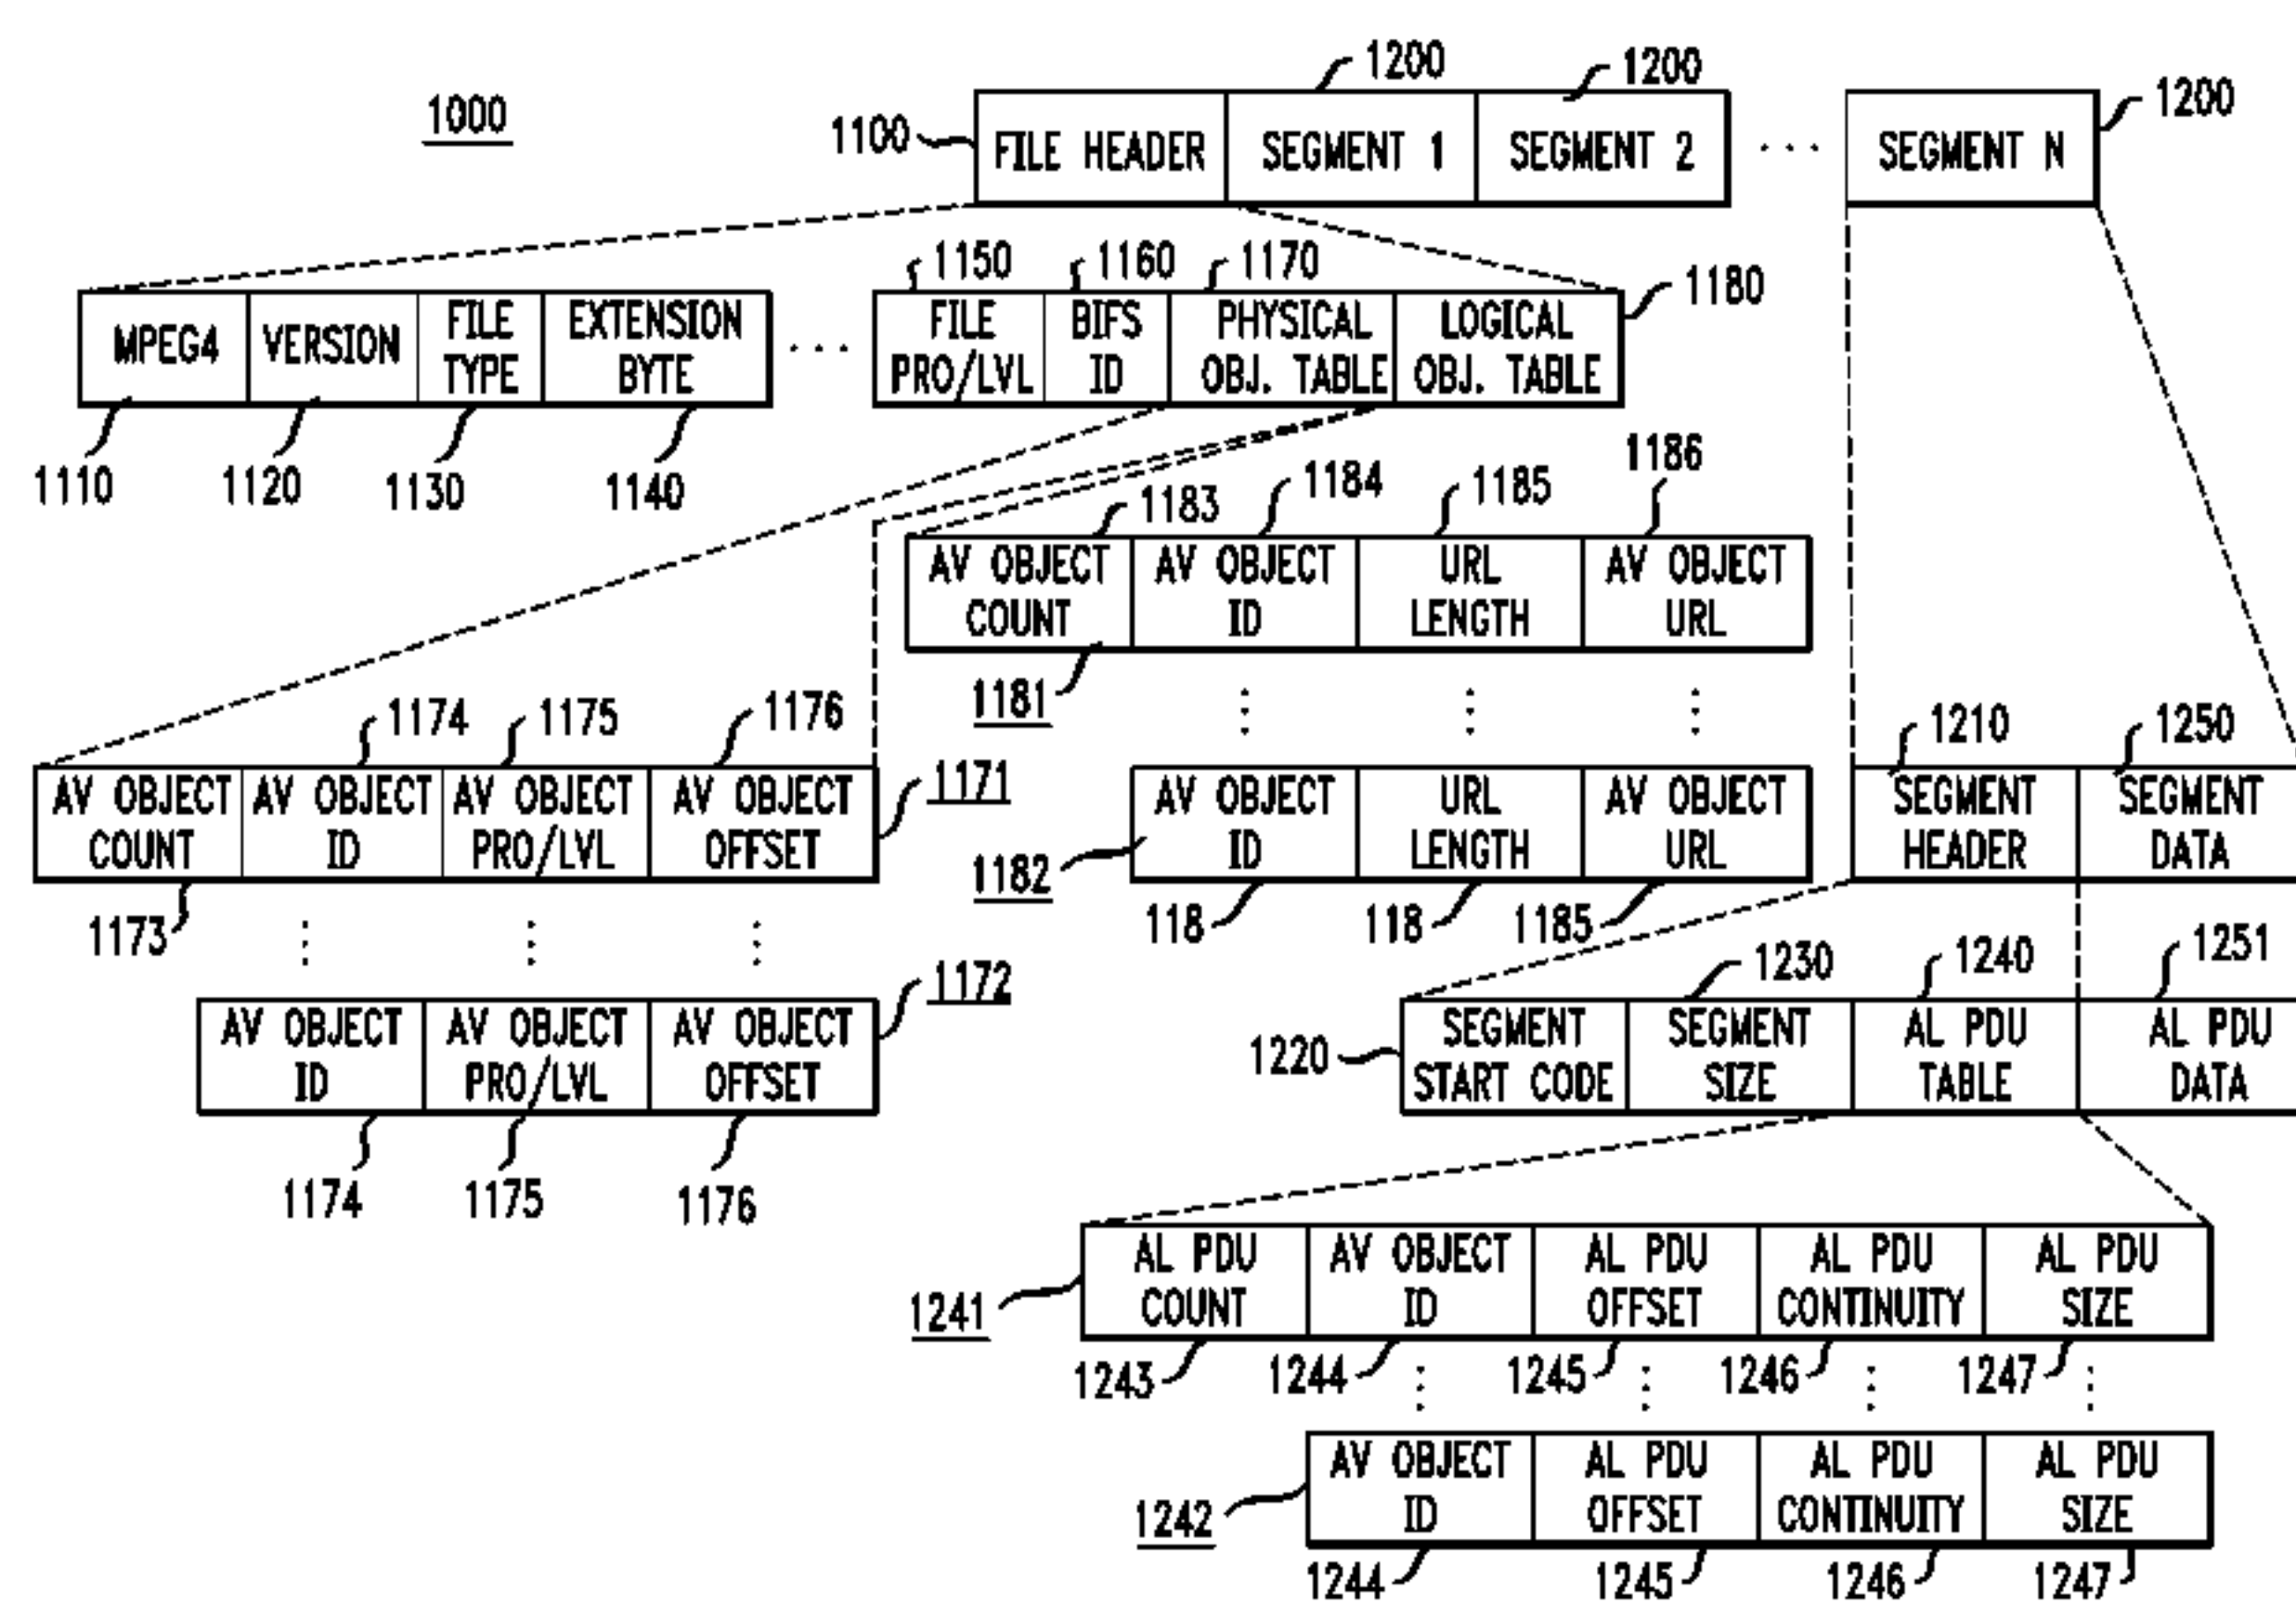 1000
1200
1200
1200
1100
FILE HEADER
SEGMENT 1
SEGMENT 2
. . .
SEGMENT N
1150
1160
1170
1180
MPEG4
VERSION
FILE
TYPE
EXTENSION
BYTE
. . .
FILE
PRO/LVL
BIFS
ID
PHYSICAL
OBJ. TABLE
LOGICAL
OBJ. TABLE
1110
1120
1130
1140
1183
1184
1185
1186
AV OBJECT
COUNT
AV OBJECT
ID
URL
LENGTH
AV OBJECT
URL
1181
1174
1175
1176
AV OBJECT
COUNT
AV OBJECT
ID
AV OBJECT
PRO/LVL
AV OBJECT
OFFSET
1171
1173
AV OBJECT
ID
URL
LENGTH
AV OBJECT
URL
1182
118
118
1185
1210
1250
SEGMENT
HEADER
SEGMENT
DATA
1172
AV OBJECT
ID
AV OBJECT
PRO/LVL
AV OBJECT
OFFSET
1174
1175
1176
1230
1240
1251
1220
SEGMENT
START CODE
SEGMENT
SIZE
AL PDU
TABLE
AL PDU
DATA
1241
AL PDU
COUNT
AV OBJECT
ID
AL PDU
OFFSET
AL PDU
CONTINUITY
AL PDU
SIZE
1243
1244
1245
1246
1247
1242
AV OBJECT
ID
AL PDU
OFFSET
AL PDU
CONTINUITY
AL PDU
SIZE
1244
1245
1246
1247